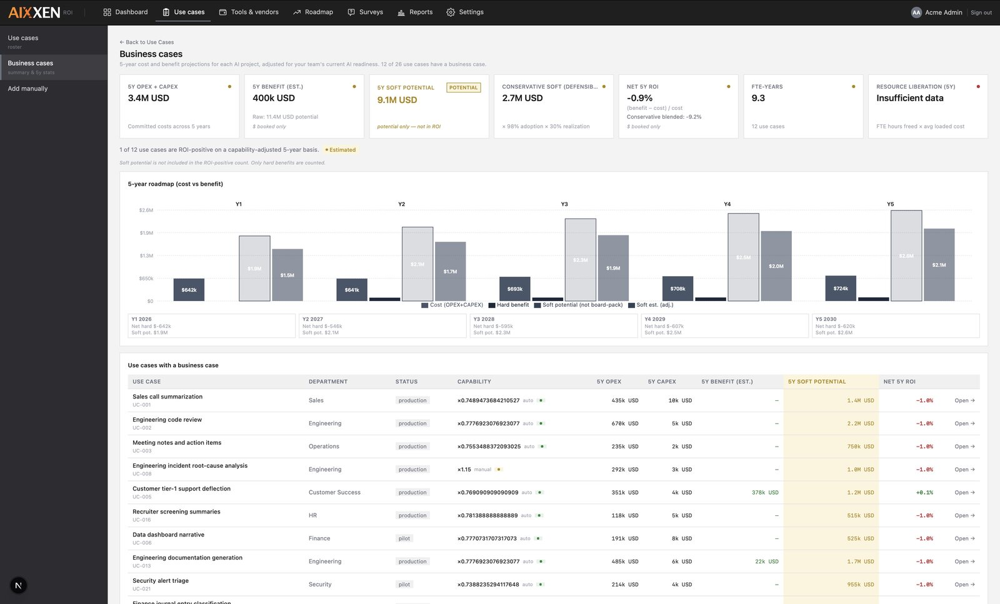 AIXXEN ROI
Dashboard
Use cases
Tools & vendors
Roadmap
Surveys
Reports
Settings
AA Acme Admin
Sign out
Use cases
roster
Business cases
summary & 5y stats
Add manually
← Back to Use Cases
Business cases
5-year cost and benefit projections for each AI project, adjusted for your team's current AI readiness. 12 of 26 use cases have a business case.
5Y OPEX + CAPEX
3.4M USD
Committed costs across 5 years
5Y BENEFIT (EST.)
400k USD
Raw: 11.4M USD potential
$ booked only
5Y SOFT POTENTIAL
POTENTIAL
9.1M USD
potential only — not in ROI
CONSERVATIVE SOFT (DEFENSIB...
2.7M USD
× 98% adoption × 30% realization
NET 5Y ROI
-0.9%
(benefit − cost) / cost
Conservative blended: -9.2%
$ booked only
FTE-YEARS
9.3
12 use cases
RESOURCE LIBERATION (5Y)
Insufficient data
FTE hours freed × avg loaded cost
1 of 12 use cases are ROI-positive on a capability-adjusted 5-year basis. Estimated
Soft potential is not included in the ROI-positive count. Only hard benefits are counted.
5-year roadmap (cost vs benefit)
Y1 Y2 Y3 Y4 Y5
$2.6M
$1.9M
$1.3M
$650k
$0
$642k $1.9M $1.5M
$641k $2.1M $1.7M
$693k $2.3M $1.9M
$708k $2.5M $2.0M
$724k $2.6M $2.1M
Cost (OPEX+CAPEX) Hard benefit Soft potential (not board-pack) Soft est. (adj.)
Y1 2026
Net hard $-642k
Soft pot. $1.9M
Y2 2027
Net hard $-546k
Soft pot. $2.1M
Y3 2028
Net hard $-595k
Soft pot. $2.3M
Y4 2029
Net hard $-607k
Soft pot. $2.5M
Y5 2030
Net hard $-620k
Soft pot. $2.6M
Use cases with a business case
USE CASE DEPARTMENT STATUS CAPABILITY 5Y OPEX 5Y CAPEX 5Y BENEFIT (EST.) 5Y SOFT POTENTIAL NET 5Y ROI
Sales call summarization Sales production ×0.7489473684210527 auto 435k USD 10k USD — 1.4M USD −1.0% Open →
UC-001
Engineering code review Engineering production ×0.7776923076923077 auto 670k USD 5k USD — 2.2M USD −1.0% Open →
UC-002
Meeting notes and action items Operations production ×0.7553488372093025 auto 235k USD 2k USD — 750k USD −1.0% Open →
UC-003
Engineering incident root-cause analysis Engineering production ×1.15 manual 292k USD 3k USD — 1.0M USD −1.0% Open →
UC-008
Customer tier-1 support deflection Customer Success production ×0.769090909090909 auto 351k USD 4k USD 378k USD 1.2M USD +0.1% Open →
UC-005
Recruiter screening summaries HR production ×0.781388888888889 auto 118k USD 5k USD — 515k USD −1.0% Open →
UC-016
Data dashboard narrative Finance pilot ×0.7770731707317073 auto 191k USD 8k USD — 525k USD −1.0% Open →
UC-006
Engineering documentation generation Engineering production ×0.7776923076923077 auto 485k USD 6k USD 22k USD 1.7M USD −1.0% Open →
UC-013
Security alert triage Security pilot ×0.7388235294117648 auto 214k USD 4k USD — 955k USD −1.0% Open →
UC-021
Finance journal entry classification
N